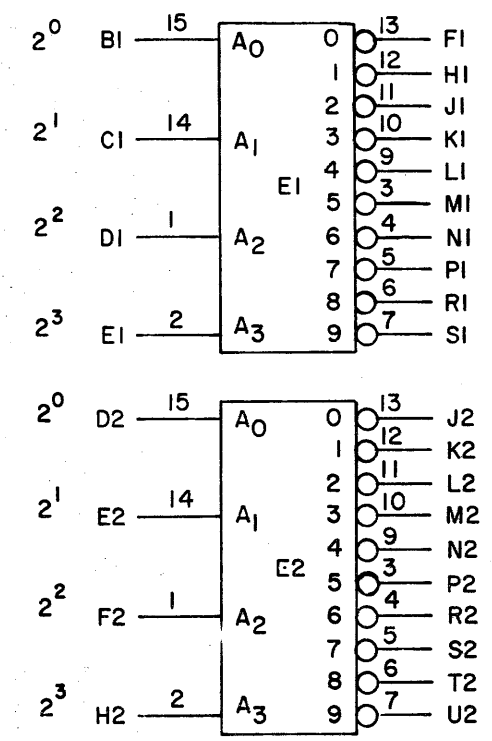 2⁰ B1 15 A₀ 0 13 F1
1 12 H1
2 11 J1
2¹ C1 14 A₁ 3 10 K1
4 9 L1
E1
5 3 M1
2² D1 1 A₂ 6 4 N1
7 5 P1
8 6 R1
2³ E1 2 A₃ 9 7 S1
2⁰ D2 15 A₀ 0 13 J2
1 12 K2
2 11 L2
2¹ E2 14 A₁ 3 10 M2
4 9 N2
E2
5 3 P2
2² F2 1 A₂ 6 4 R2
7 5 S2
8 6 T2
2³ H2 2 A₃ 9 7 U2